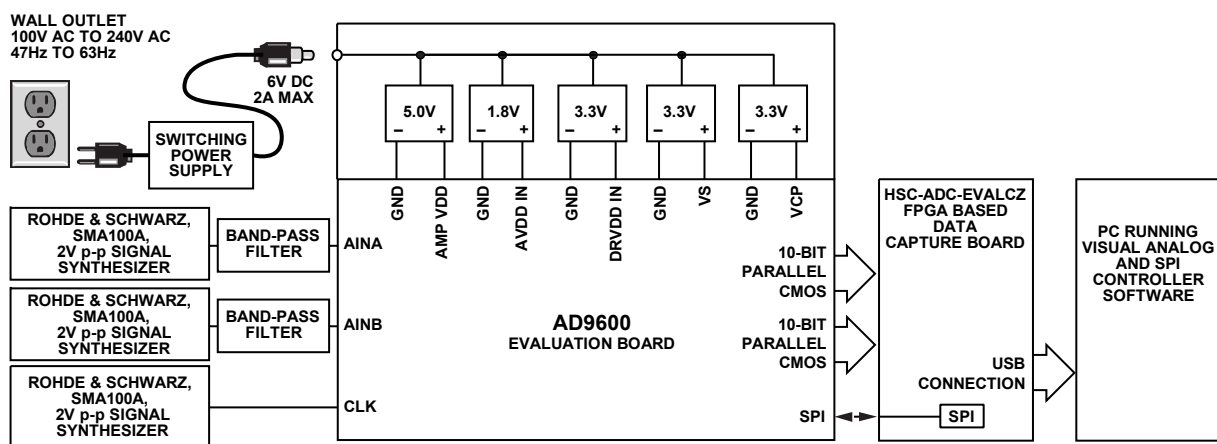 WALL OUTLET
100V AC TO 240V AC
47Hz TO 63Hz
6V DC
2A MAX
SWITCHING
POWER
SUPPLY
5.0V
– +
1.8V
– +
3.3V
– +
3.3V
– +
3.3V
– +
GND
AMP VDD
GND
AVDD IN
GND
DRVDD IN
GND
VS
GND
VCP
ROHDE & SCHWARZ,
SMA100A,
2V p-p SIGNAL
SYNTHESIZER
BAND-PASS
FILTER
AINA
ROHDE & SCHWARZ,
SMA100A,
2V p-p SIGNAL
SYNTHESIZER
BAND-PASS
FILTER
AINB
ROHDE & SCHWARZ,
SMA100A,
2V p-p SIGNAL
SYNTHESIZER
CLK
AD9600
EVALUATION BOARD
10-BIT
PARALLEL
CMOS
10-BIT
PARALLEL
CMOS
SPI
HSC-ADC-EVALCZ
FPGA BASED
DATA
CAPTURE BOARD
USB
CONNECTION
SPI
PC RUNNING
VISUAL ANALOG
AND SPI
CONTROLLER
SOFTWARE